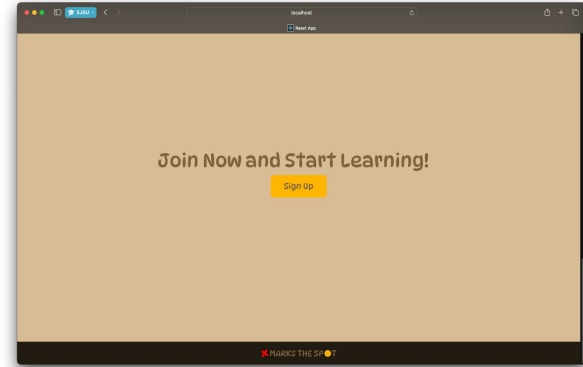 SJSU
localhost
React App
Join Now and Start Learning!
Sign Up
MARKS THE SPOT